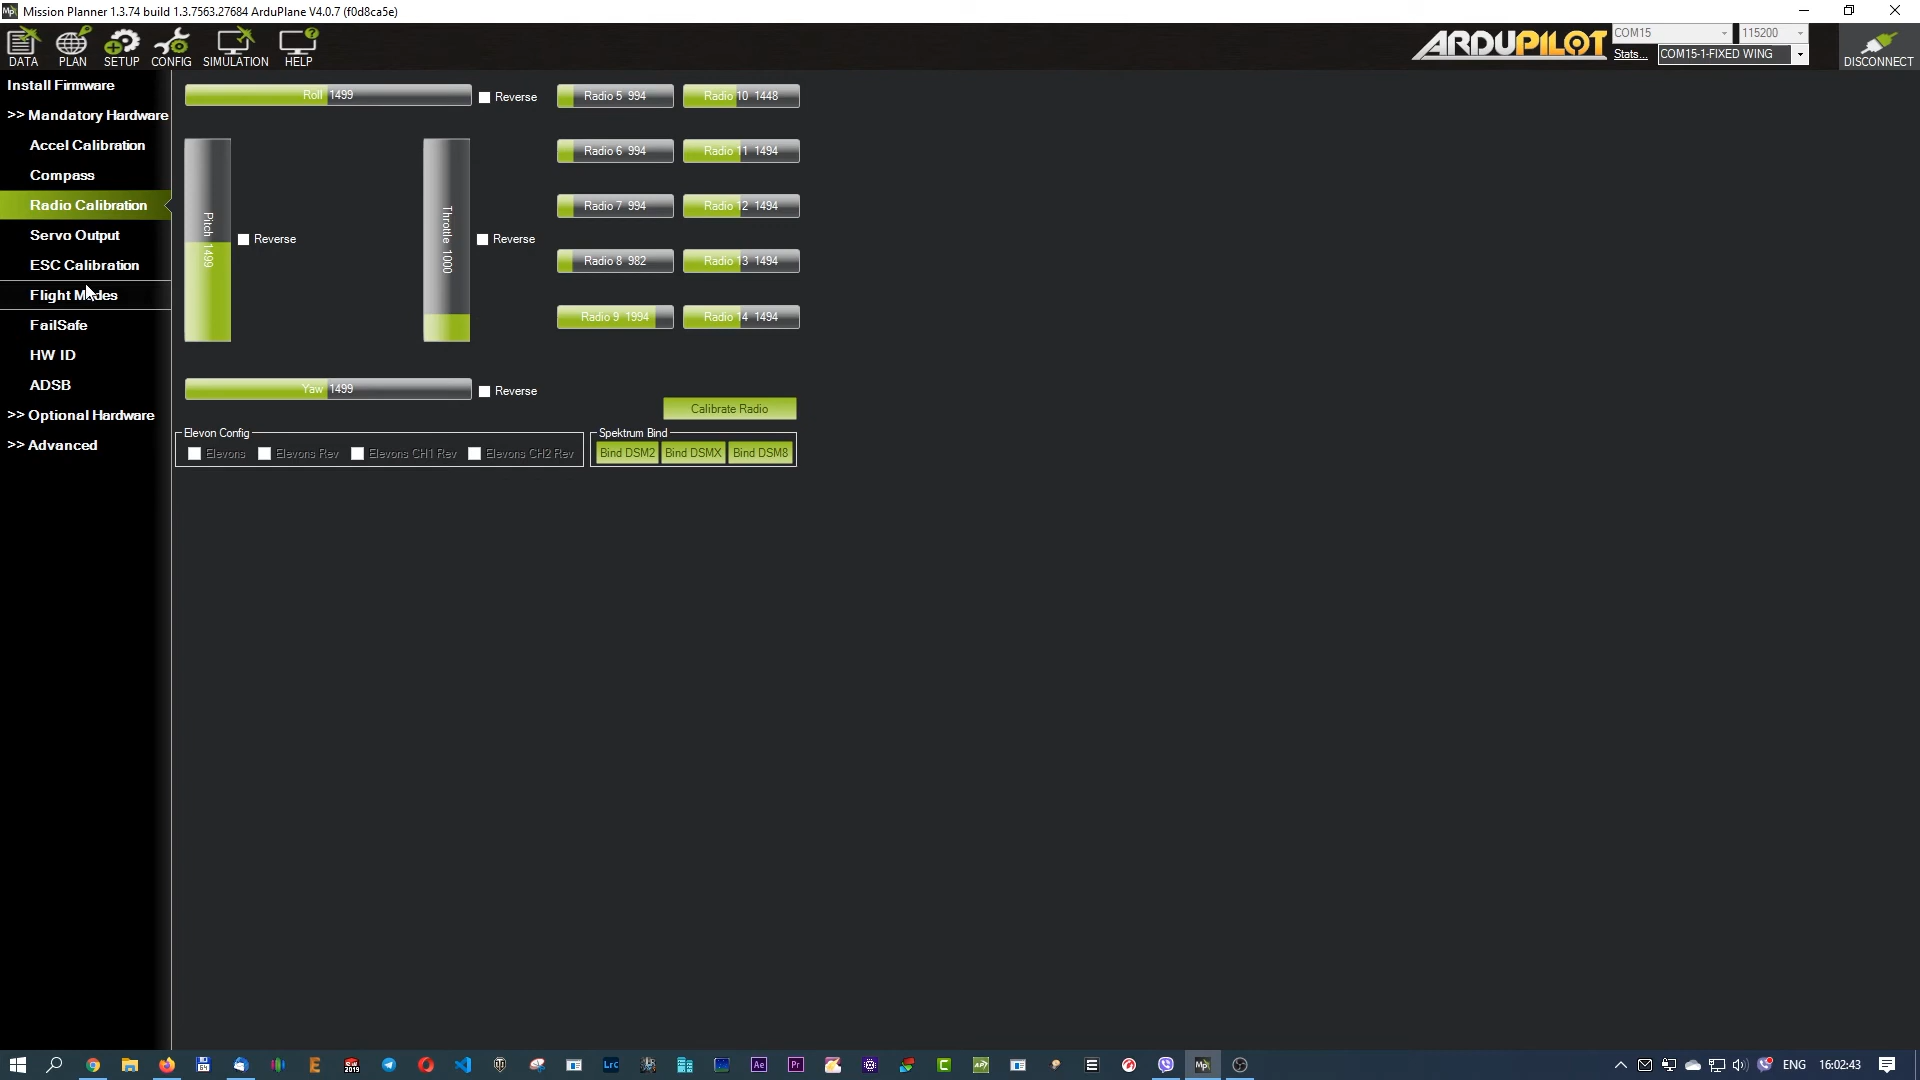 Mission Planner 1.3.74 build 1.3.7563.27684 ArduPlane V4.0.7 (f0d8ca5e)
DATA PLAN SETUP CONFIG SIMULATION HELP
ARDUPILOT
COM15 115200
Stats... COM15-1-FIXED WING
DISCONNECT
Install Firmware
>> Mandatory Hardware
Accel Calibration
Compass
Radio Calibration
Servo Output
ESC Calibration
Flight Modes
FailSafe
HW ID
ADSB
>> Optional Hardware
>> Advanced
Roll 1499 Reverse
Pitch 1499 Reverse
Throttle 1000 Reverse
Yaw 1499 Reverse
Radio 5 994 Radio 10 1448
Radio 6 994 Radio 11 1494
Radio 7 994 Radio 12 1494
Radio 8 982 Radio 13 1494
Radio 9 1994 Radio 14 1494
Calibrate Radio
Elevon Config
Elevons Elevons Rev Elevons CH1 Rev Elevons CH2 Rev
Spektrum Bind
Bind DSM2 Bind DSMX Bind DSM8
ENG 16:02:43